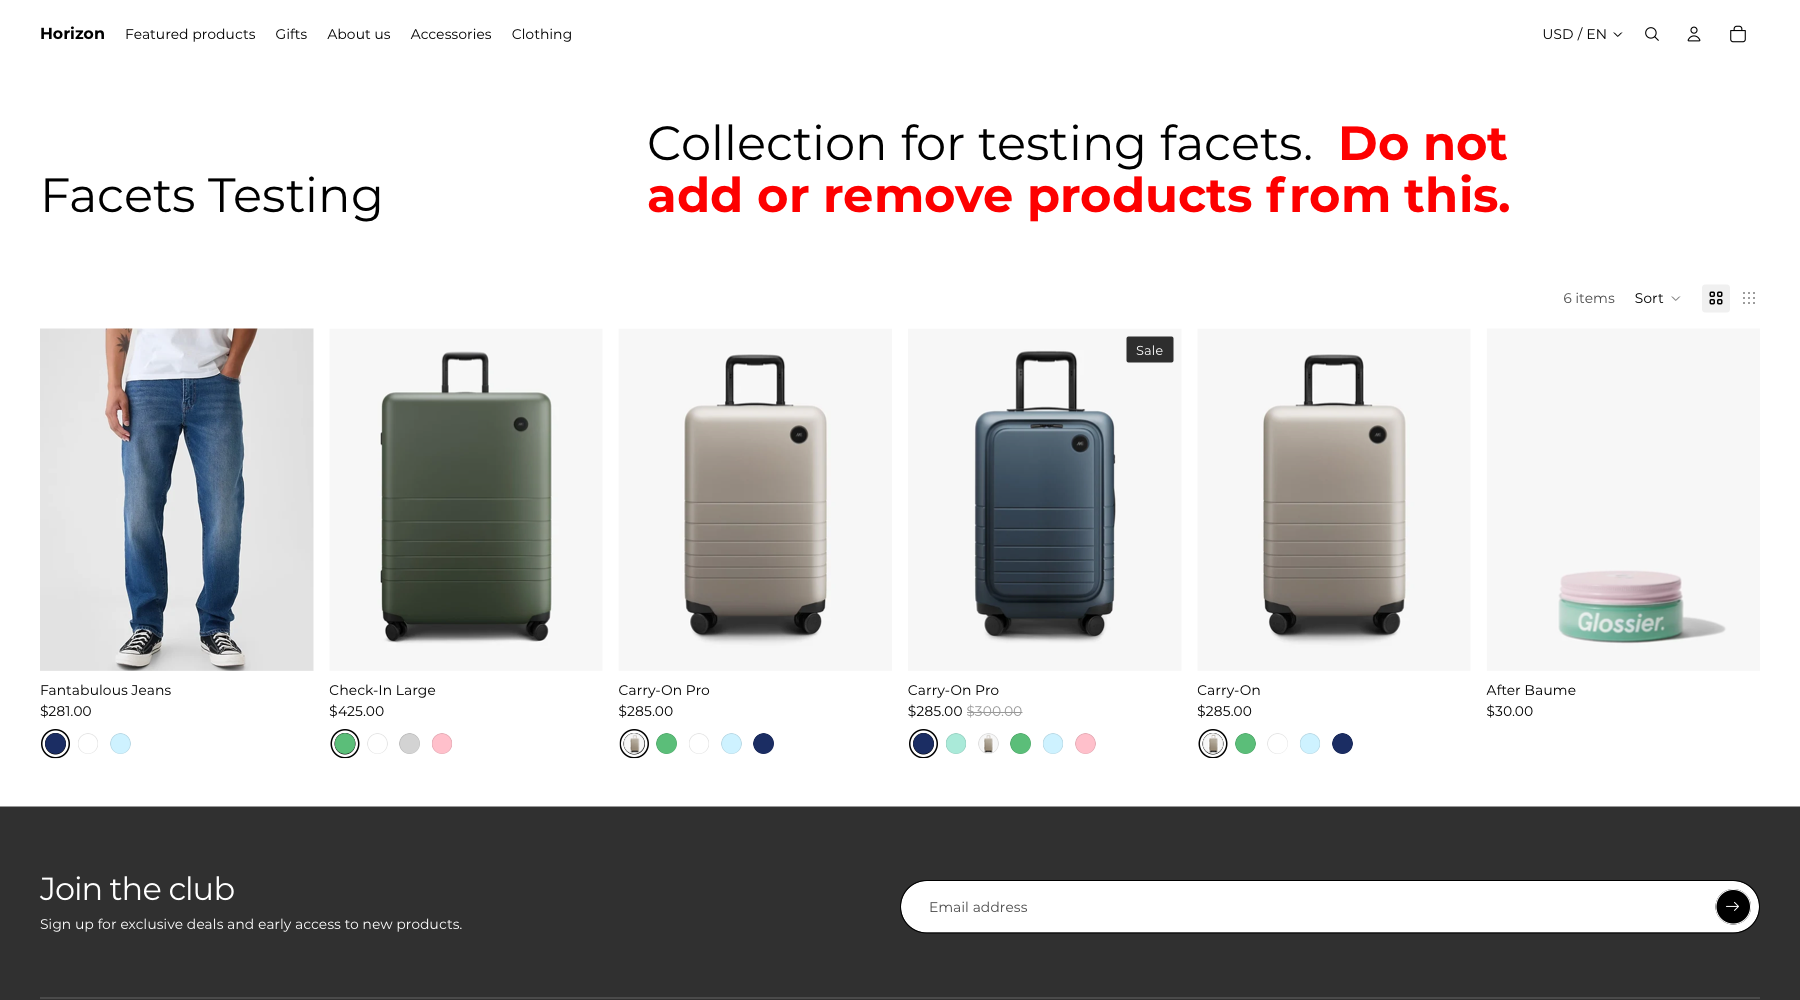 Horizon Featured products Gifts About us Accessories Clothing USD / EN
Collection for testing facets. Do not
add or remove products from this.
Facets Testing
6 items Sort
Sale
Glossier.
Fantabulous Jeans
$281.00
Check-In Large
$425.00
Carry-On Pro
$285.00
Carry-On Pro
$285.00 $300.00
Carry-On
$285.00
After Baume
$30.00
Join the club
Sign up for exclusive deals and early access to new products.
Email address